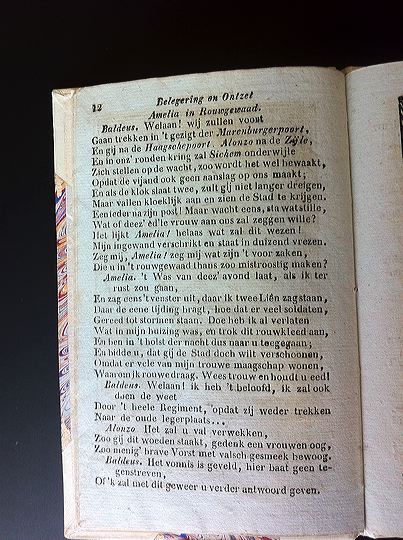 12 Belegering en Ontzet
Amelia in Rouwgewaad.
Baldeus. Welaan! wij zullen voort
Gaan trekken in 't gezigt der Marenburgerpoort,
En gij na de Haagschepoort. Alonzo na de Zijle,
En in onz' ronden kring zal Sichem onderwijle
Zich stellen op de wacht, zoo wordt het wel bewaakt,
Opdat de vijand ook geen aanslag op ons maakt;
En als de klok slaat twee, zult gij niet langer dreigen,
Maar vallen kloeklijk aan en zien de Stad te krijgen.
Een ieder na zijn post! Maar wacht eens, sta wat stille,
Wat of deez' ed'le vrouw aan ons zal zeggen wille?
Het lijkt Amelia! helaas wat zal dit wezen!
Mijn ingewand verschrikt en staat in duizend vrezen.
Zeg mij, Amelia! zeg mij wat zijn 't voor zaken,
Die u in 't rouwgewaad thans zoo mistroostig maken?
Amelia. 't Was van deez' avond laat, als ik ter
rust zou gaan,
En zag eens 't venster uit, daar ik twee Liên zag staan,
Daar de eene tijding bragt, hoe dat er veel soldaten,
Gereed tot stormen staan. Doe heb ik al verlaten
Wat in mijn huizing was, en trok dit rouwkleed aan,
En ben in 't holst der nacht dus naar u toegegaan;
En bidde u, dat gij de Stad doch wilt verschoonen,
Omdat er vele van mijn trouwe maagschap wonen,
Waarom ik rouwe draag. Wees trouw en houdt u eed!
Baldeus. Welaan! ik heb 't beloofd, ik zal ook
doen de weet
Door 't heele Regiment, opdat zij weder trekken
Naar de oude legerplaats...
Alonzo. Het zal u val verwekken,
Zoo gij dit woeden staakt, gedenk een vrouwen oog,
Zoo menig' brave Vorst met valsch gesmeek bewoog.
Baldeus. Het vonnis is geveld, hier baat geen te-
genstreven,
Of 'k zal met dit geweer u verder antwoord geven.